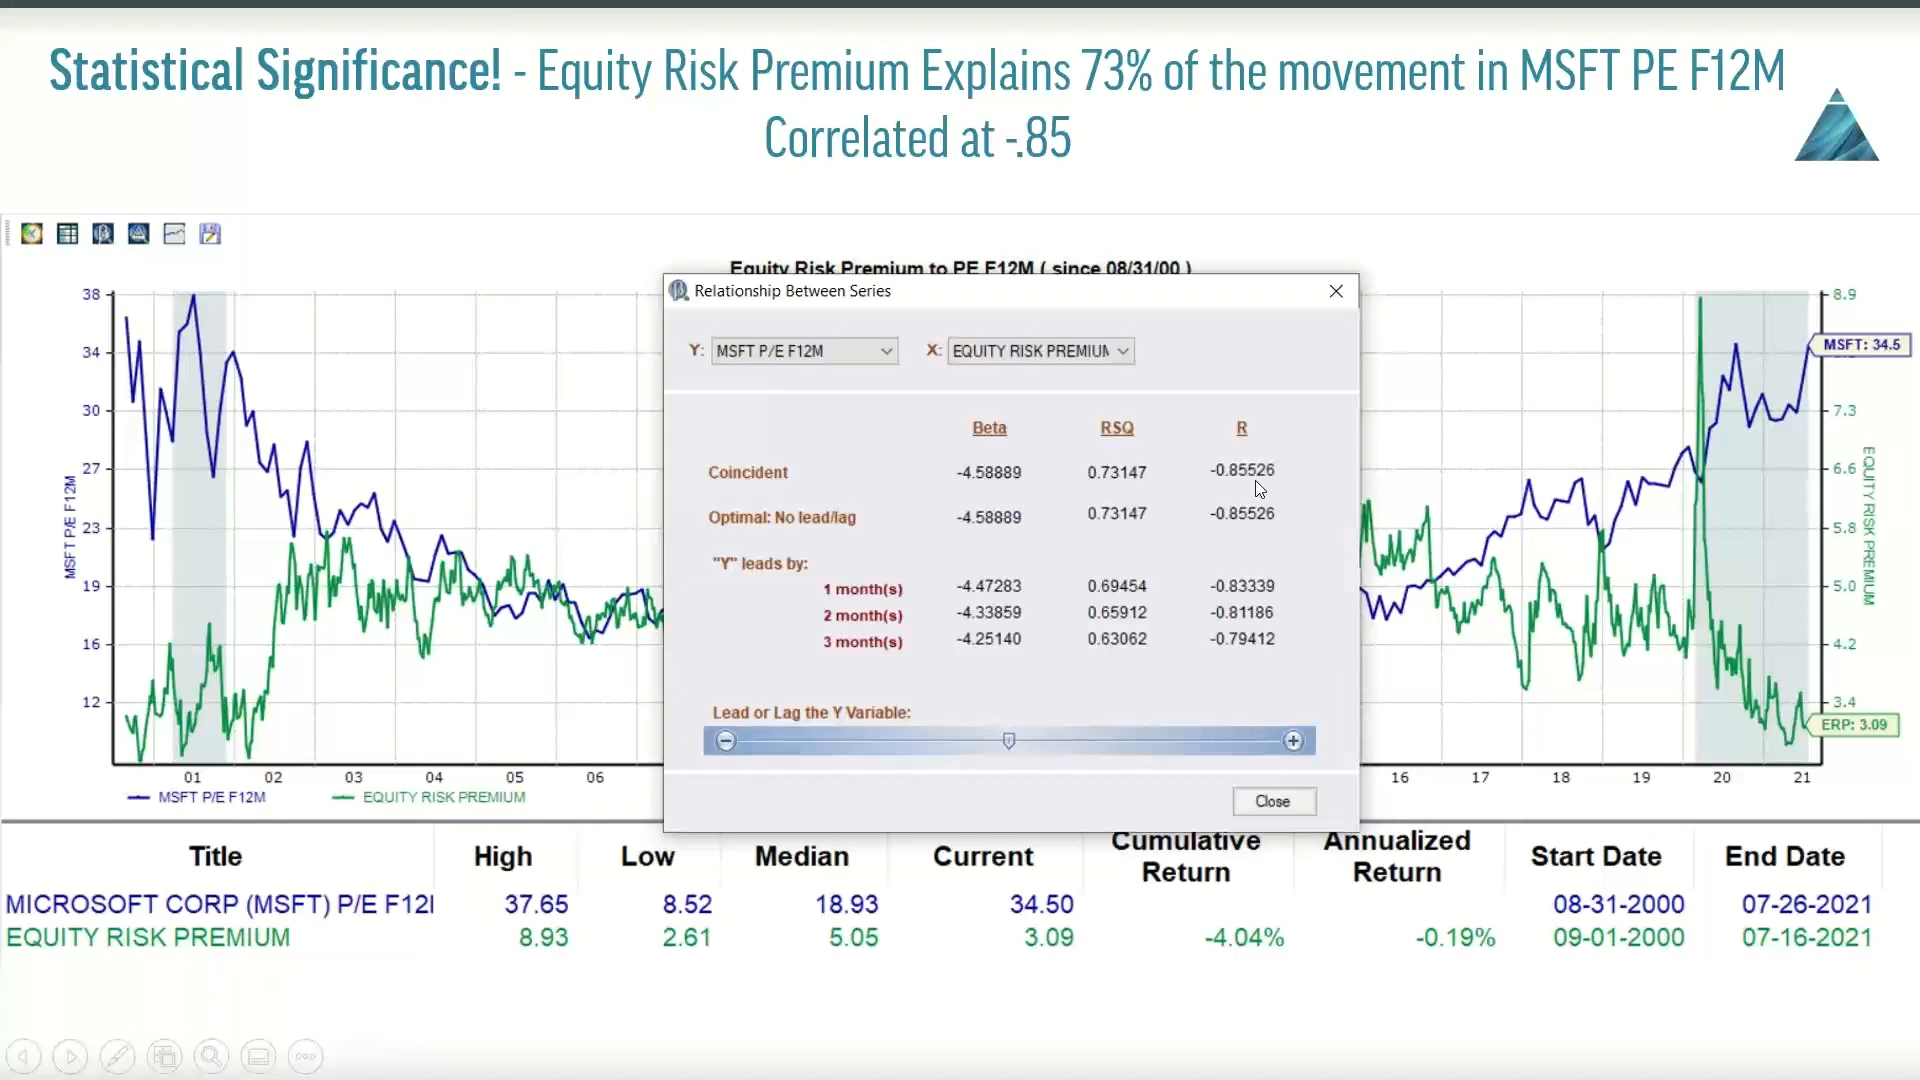 Statistical Significance! - Equity Risk Premium Explains 73% of the movement in MSFT PE F12M
Correlated at -.85
Equity Risk Premium to PE F12M ( since 08/31/00 )
Relationship Between Series
Y: MSFT P/E F12M X: EQUITY RISK PREMIUM
Beta RSQ R
Coincident -4.58889 0.73147 -0.85526
Optimal: No lead/lag -4.58889 0.73147 -0.85526
"Y" leads by:
1 month(s) -4.47283 0.69454 -0.83339
2 month(s) -4.33859 0.65912 -0.81186
3 month(s) -4.25140 0.63062 -0.79412
Lead or Lag the Y Variable:
Close
38
34
30
27
23
19
16
12
MSFT P/E F12M
8.9
7.3
6.6
5.8
5.0
4.2
3.4
EQUITY RISK PREMIUM
MSFT: 34.5
ERP: 3.09
01 02 03 04 05 06 16 17 18 19 20 21
MSFT P/E F12M EQUITY RISK PREMIUM
Title High Low Median Current Cumulative Return Annualized Return Start Date End Date
MICROSOFT CORP (MSFT) P/E F12 37.65 8.52 18.93 34.50 08-31-2000 07-26-2021
EQUITY RISK PREMIUM 8.93 2.61 5.05 3.09 -4.04% -0.19% 09-01-2000 07-16-2021